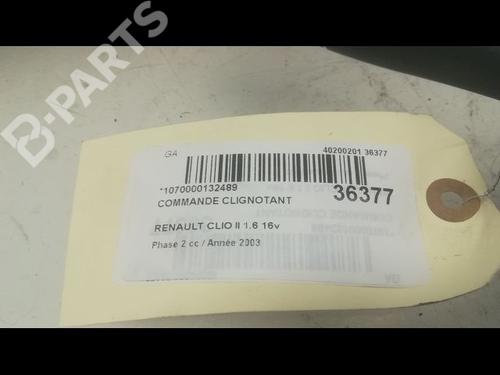 B-PARTS
GA
40200201 36377
*1070000132489
36377
COMMANDE CLIGNOTANT
RENAULT CLIO II 1.6 16v
Phase 2 cc / Année 2003